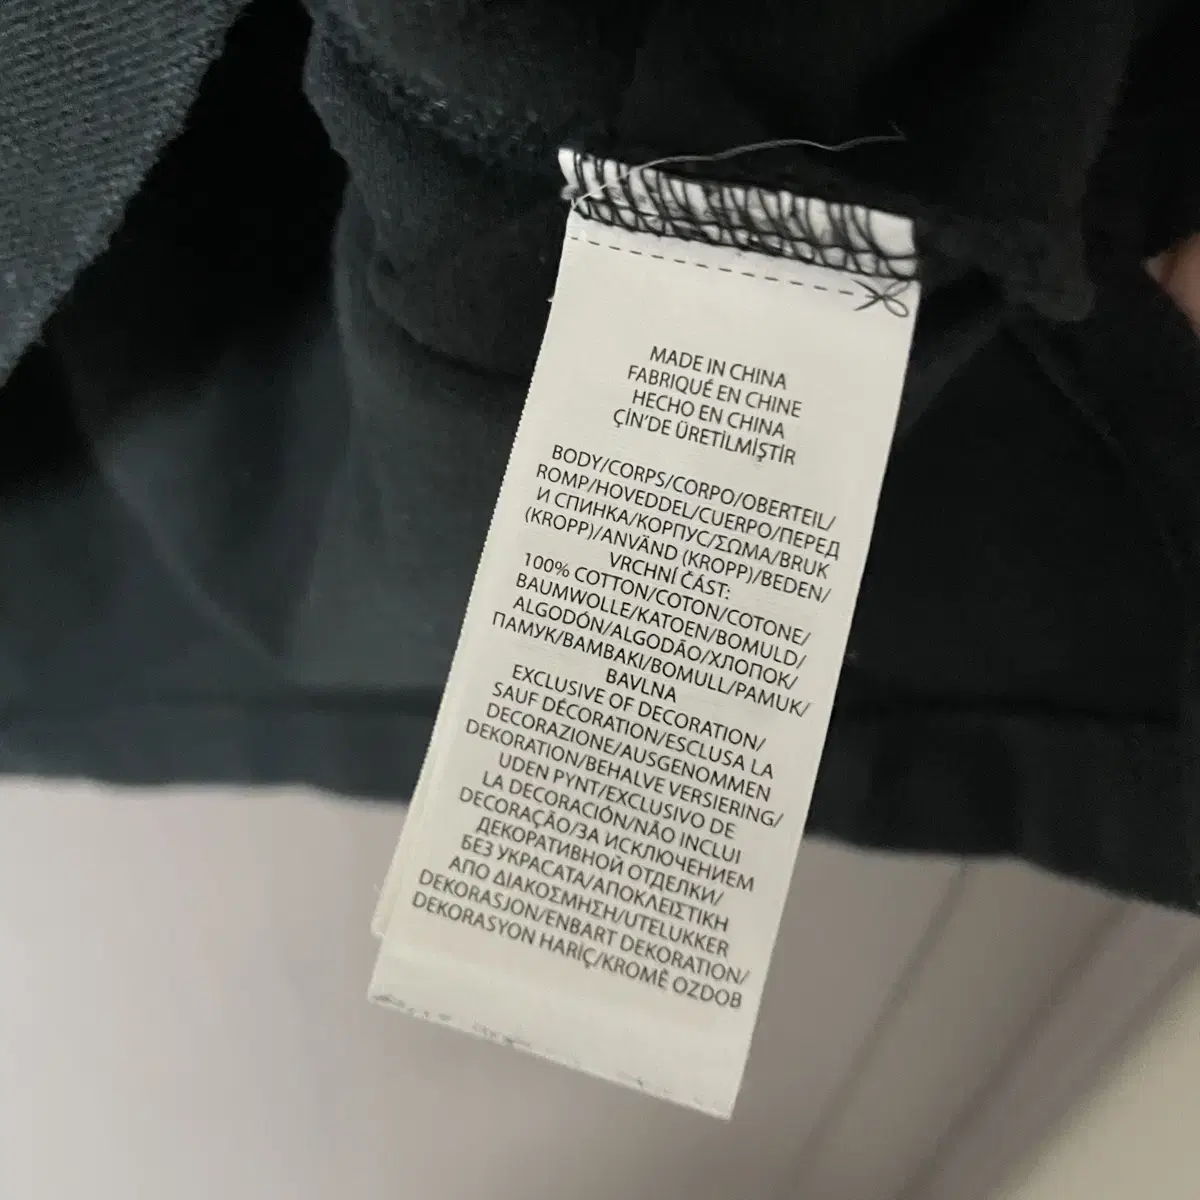 MADE IN CHINA
FABRIQUÉ EN CHINE
HECHO EN CHINA
ÇİN'DE ÜRETİLMİŞTİR
BODY/CORPS/CORPO/OBERTEIL/
ROMP/HOVEDDEL/CUERPO/ПЕРЕД
И СПИНКА/КОРПУС/ΣΩΜΑ/BRUK
(KROPP)/ANVÄND (KROPP)/BEDEN/
VRCHNÍ ČÁST:
100% COTTON/COTON/COTONE/
BAUMWOLLE/KATOEN/BOMULD/
ALGODÓN/ALGODÃO/ХЛОПОК/
ПАМУК/BAMBAKI/BOMULL/PAMUK/
BAVLNA
EXCLUSIVE OF DECORATION/
SAUF DÉCORATION/ESCLUSA LA
DECORAZIONE/AUSGENOMMEN
DEKORATION/BEHALVE VERSIERING/
UDEN PYNT/EXCLUSIVO DE
LA DECORACIÓN/NÃO INCLUI
DECORAÇÃO/ЗА ИСКЛЮЧЕНИЕМ
ДЕКОРАТИВНОЙ ОТДЕЛКИ/
БЕЗ УКРАСАТА/ΑΠΟΚΛΕΙΣΤΙΚΗ
ΑΠΟ ΔΙΑΚΟΣΜΗΣΗ/UTELUKKER
DEKORASJON/ENBART DEKORATION/
DEKORASYON HARİÇ/KROMĚ OZDOB